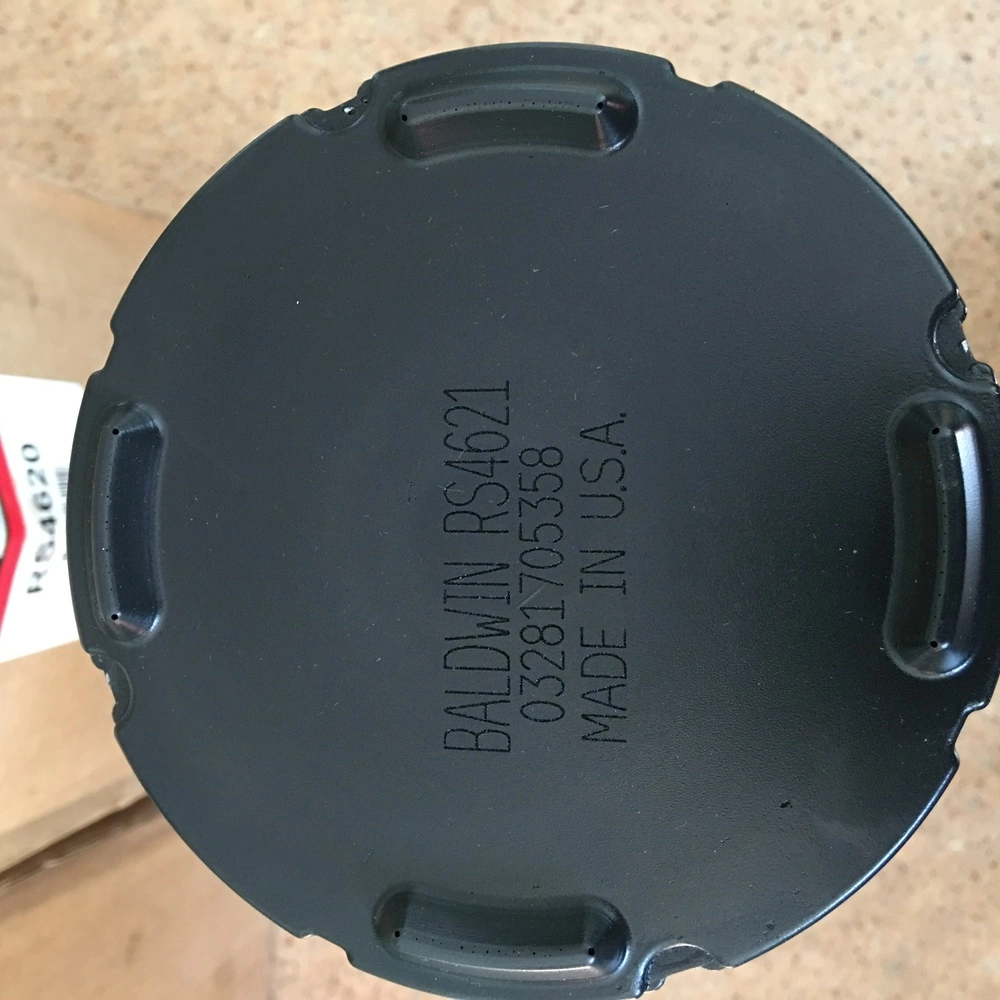 BALDWIN RS4621
03281705358
MADE IN U.S.A.
RS4620